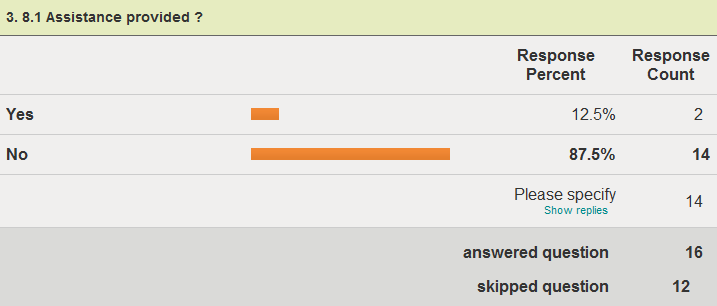 3. 8.1 Assistance provided ?
Response Percent Response Count
Yes 12.5% 2
No 87.5% 14
Please specify 14
Show replies
answered question 16
skipped question 12